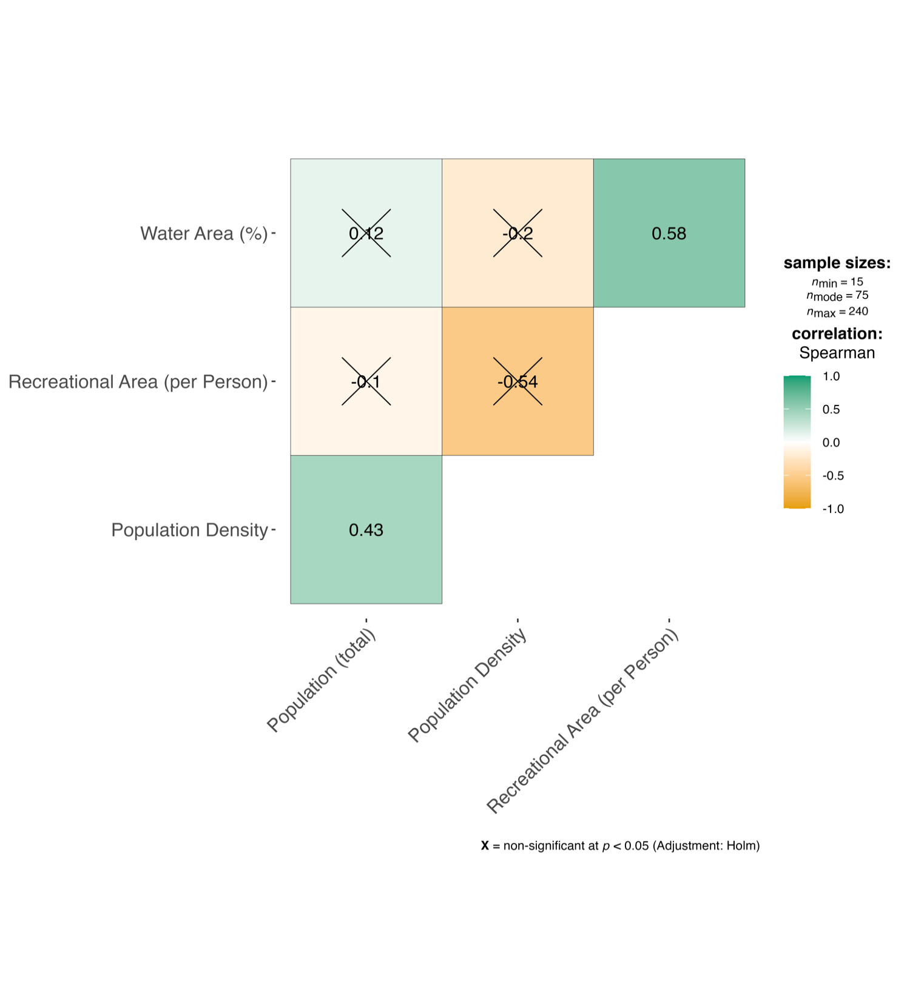 Water Area (%)
0.12
-0.2
0.58
Recreational Area (per Person)
-0.1
-0.54
Population Density
0.43
Population (total)
Population Density
Recreational Area (per Person)
sample sizes:
nmin = 15
nmode = 75
nmax = 240
correlation:
Spearman
1.0
0.5
0.0
-0.5
-1.0
X = non-significant at p < 0.05 (Adjustment: Holm)